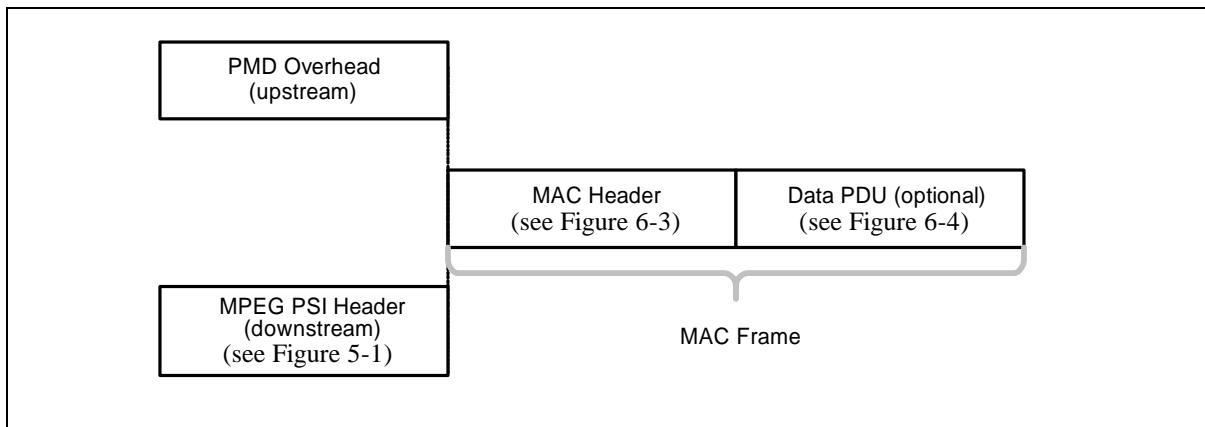 PMD Overhead
(upstream)
MAC Header
(see Figure 6-3)
Data PDU (optional)
(see Figure 6-4)
MPEG PSI Header
(downstream)
(see Figure 5-1)
MAC Frame